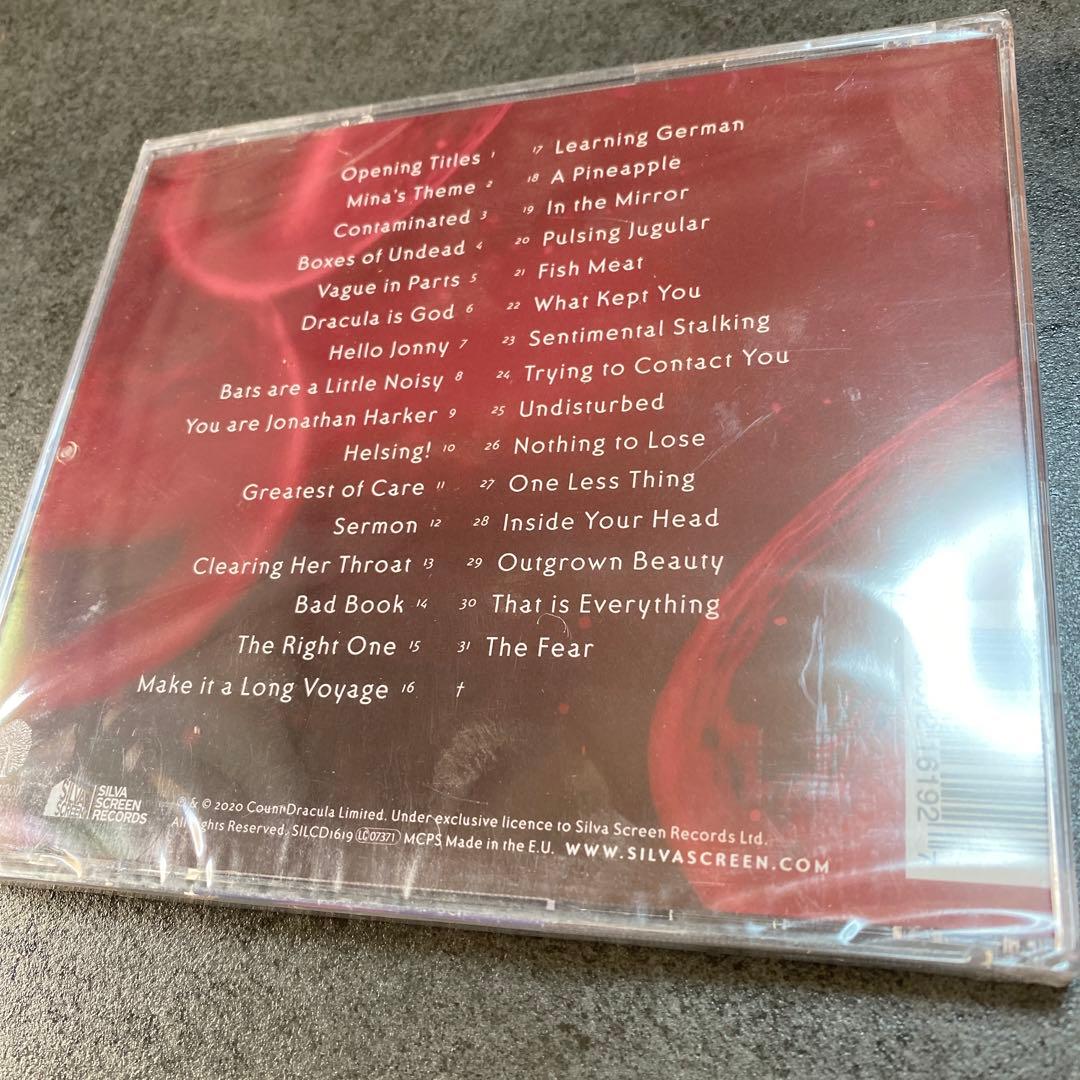 Opening Titles 1
Mina's Theme 2
Contaminated 3
Boxes of Undead 4
Vague in Parts 5
Dracula is God 6
Hello Jonny 7
Bats are a Little Noisy 8
You are Jonathan Harker 9
Helsing! 10
Greatest of Care 11
Sermon 12
Clearing Her Throat 13
Bad Book 14
The Right One 15
Make it a Long Voyage 16
17 Learning German
18 A Pineapple
19 In the Mirror
20 Pulsing Jugular
21 Fish Meat
22 What Kept You
23 Sentimental Stalking
24 Trying to Contact You
25 Undisturbed
26 Nothing to Lose
27 One Less Thing
28 Inside Your Head
29 Outgrown Beauty
30 That is Everything
31 The Fear
†
SILVA
SCREEN
SILVA
SCREEN
RECORDS
℗ & © 2020 Count Dracula Limited. Under exclusive licence to Silva Screen Records Ltd.
All Rights Reserved. SILCD1619 LC 07371 MCPS Made in the E.U. WWW.SILVASCREEN.COM